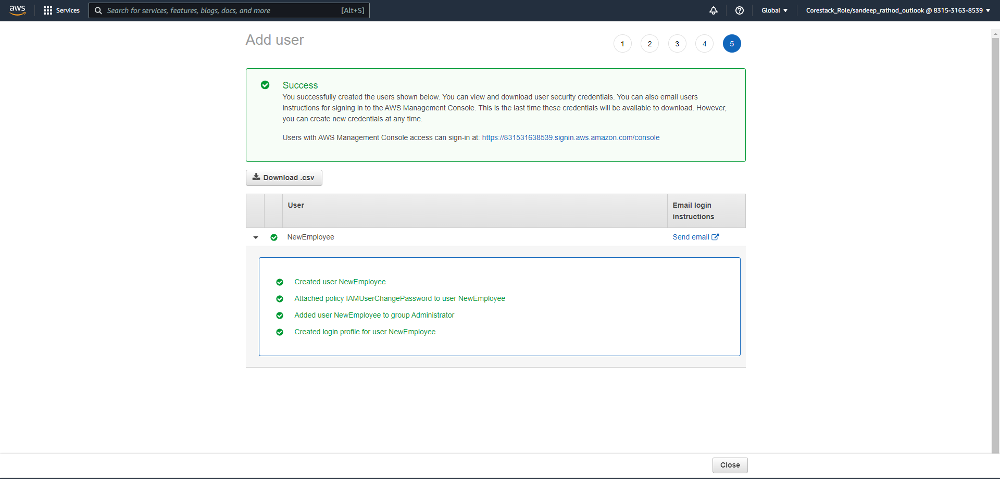 aws
Services
Search for services, features, blogs, docs, and more
[Alt+S]
Global
Corestack_Role/sandeep_rathod_outlook @ 8315-3163-8539
Add user
1
2
3
4
5
Success
You successfully created the users shown below. You can view and download user security credentials. You can also email users
instructions for signing in to the AWS Management Console. This is the last time these credentials will be available to download. However,
you can create new credentials at any time.
Users with AWS Management Console access can sign-in at: https://831531638539.signin.aws.amazon.com/console
Download .csv
User
Email login
instructions
NewEmployee
Send email
Created user NewEmployee
Attached policy IAMUserChangePassword to user NewEmployee
Added user NewEmployee to group Administrator
Created login profile for user NewEmployee
Close